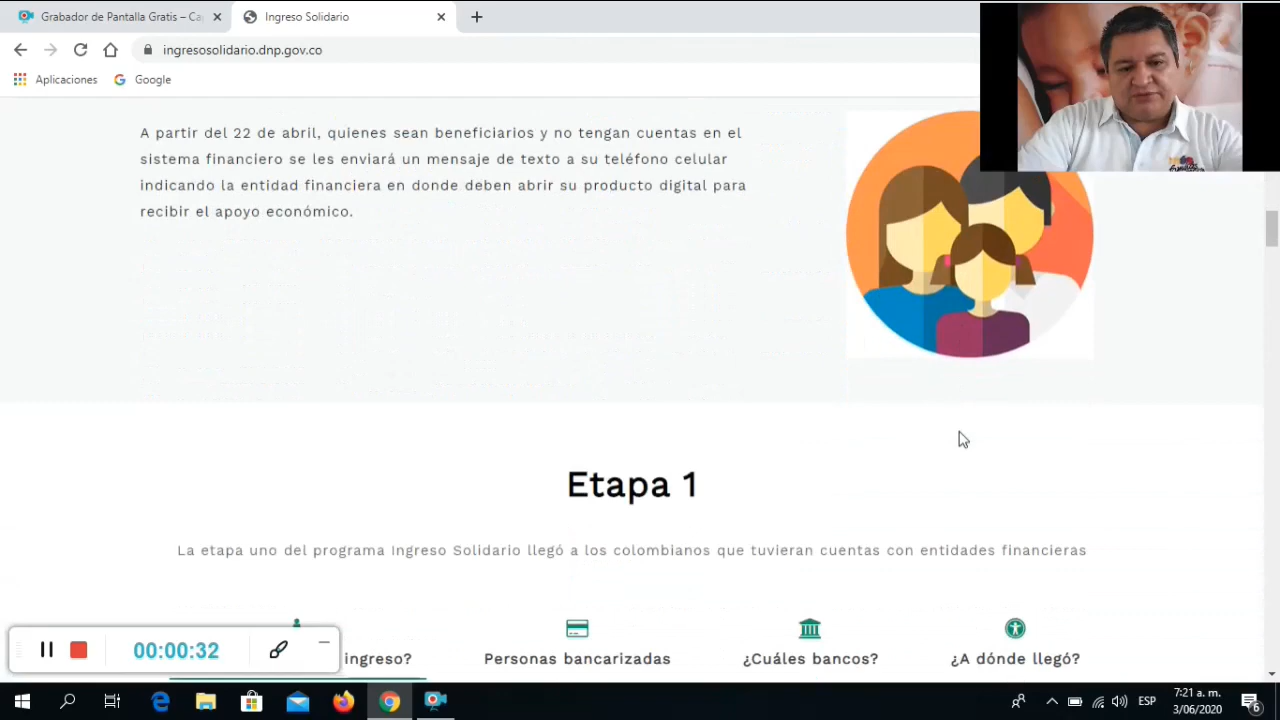 Grabador de Pantalla Gratis – Ca
Ingreso Solidario
ingresosolidario.dnp.gov.co
Aplicaciones
Google
A partir del 22 de abril, quienes sean beneficiarios y no tengan cuentas en el
sistema financiero se les enviará un mensaje de texto a su teléfono celular
indicando la entidad financiera en donde deben abrir su producto digital para
recibir el apoyo económico.
Etapa 1
La etapa uno del programa Ingreso Solidario llegó a los colombianos que tuvieran cuentas con entidades financieras
ingreso?
Personas bancarizadas
¿Cuáles bancos?
¿A dónde llegó?
00:00:32
ESP
7:21 a. m.
3/06/2020
6